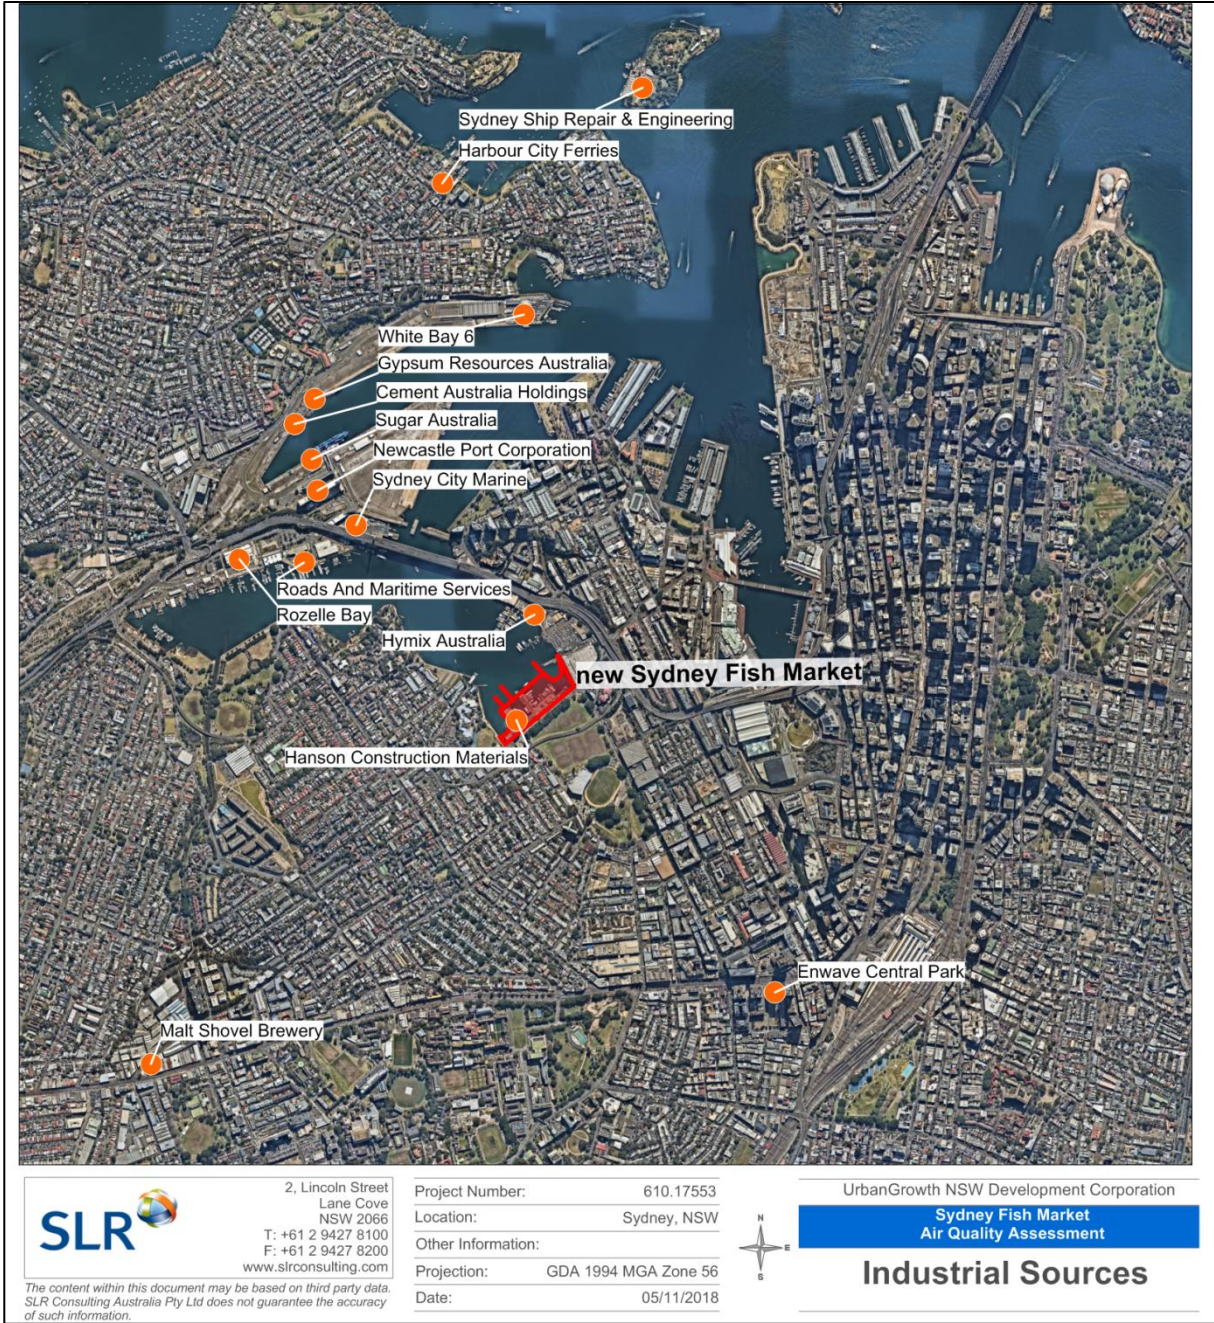 Sydney Ship Repair & Engineering
Harbour City Ferries
White Bay 6
Gypsum Resources Australia
Cement Australia Holdings
Sugar Australia
Newcastle Port Corporation
Sydney City Marine
Roads And Maritime Services
Rozelle Bay
Hymix Australia
new Sydney Fish Market
Hanson Construction Materials
Enwave Central Park
Malt Shovel Brewery
SLR
2, Lincoln Street
Lane Cove
NSW 2066
T: +61 2 9427 8100
F: +61 2 9427 8200
www.slrconsulting.com
The content within this document may be based on third party data.
SLR Consulting Australia Pty Ltd does not guarantee the accuracy
of such information.
Project Number: 610.17553
Location: Sydney, NSW
Other Information:
Projection: GDA 1994 MGA Zone 56
Date: 05/11/2018
N
E
S
UrbanGrowth NSW Development Corporation
Sydney Fish Market
Air Quality Assessment
Industrial Sources